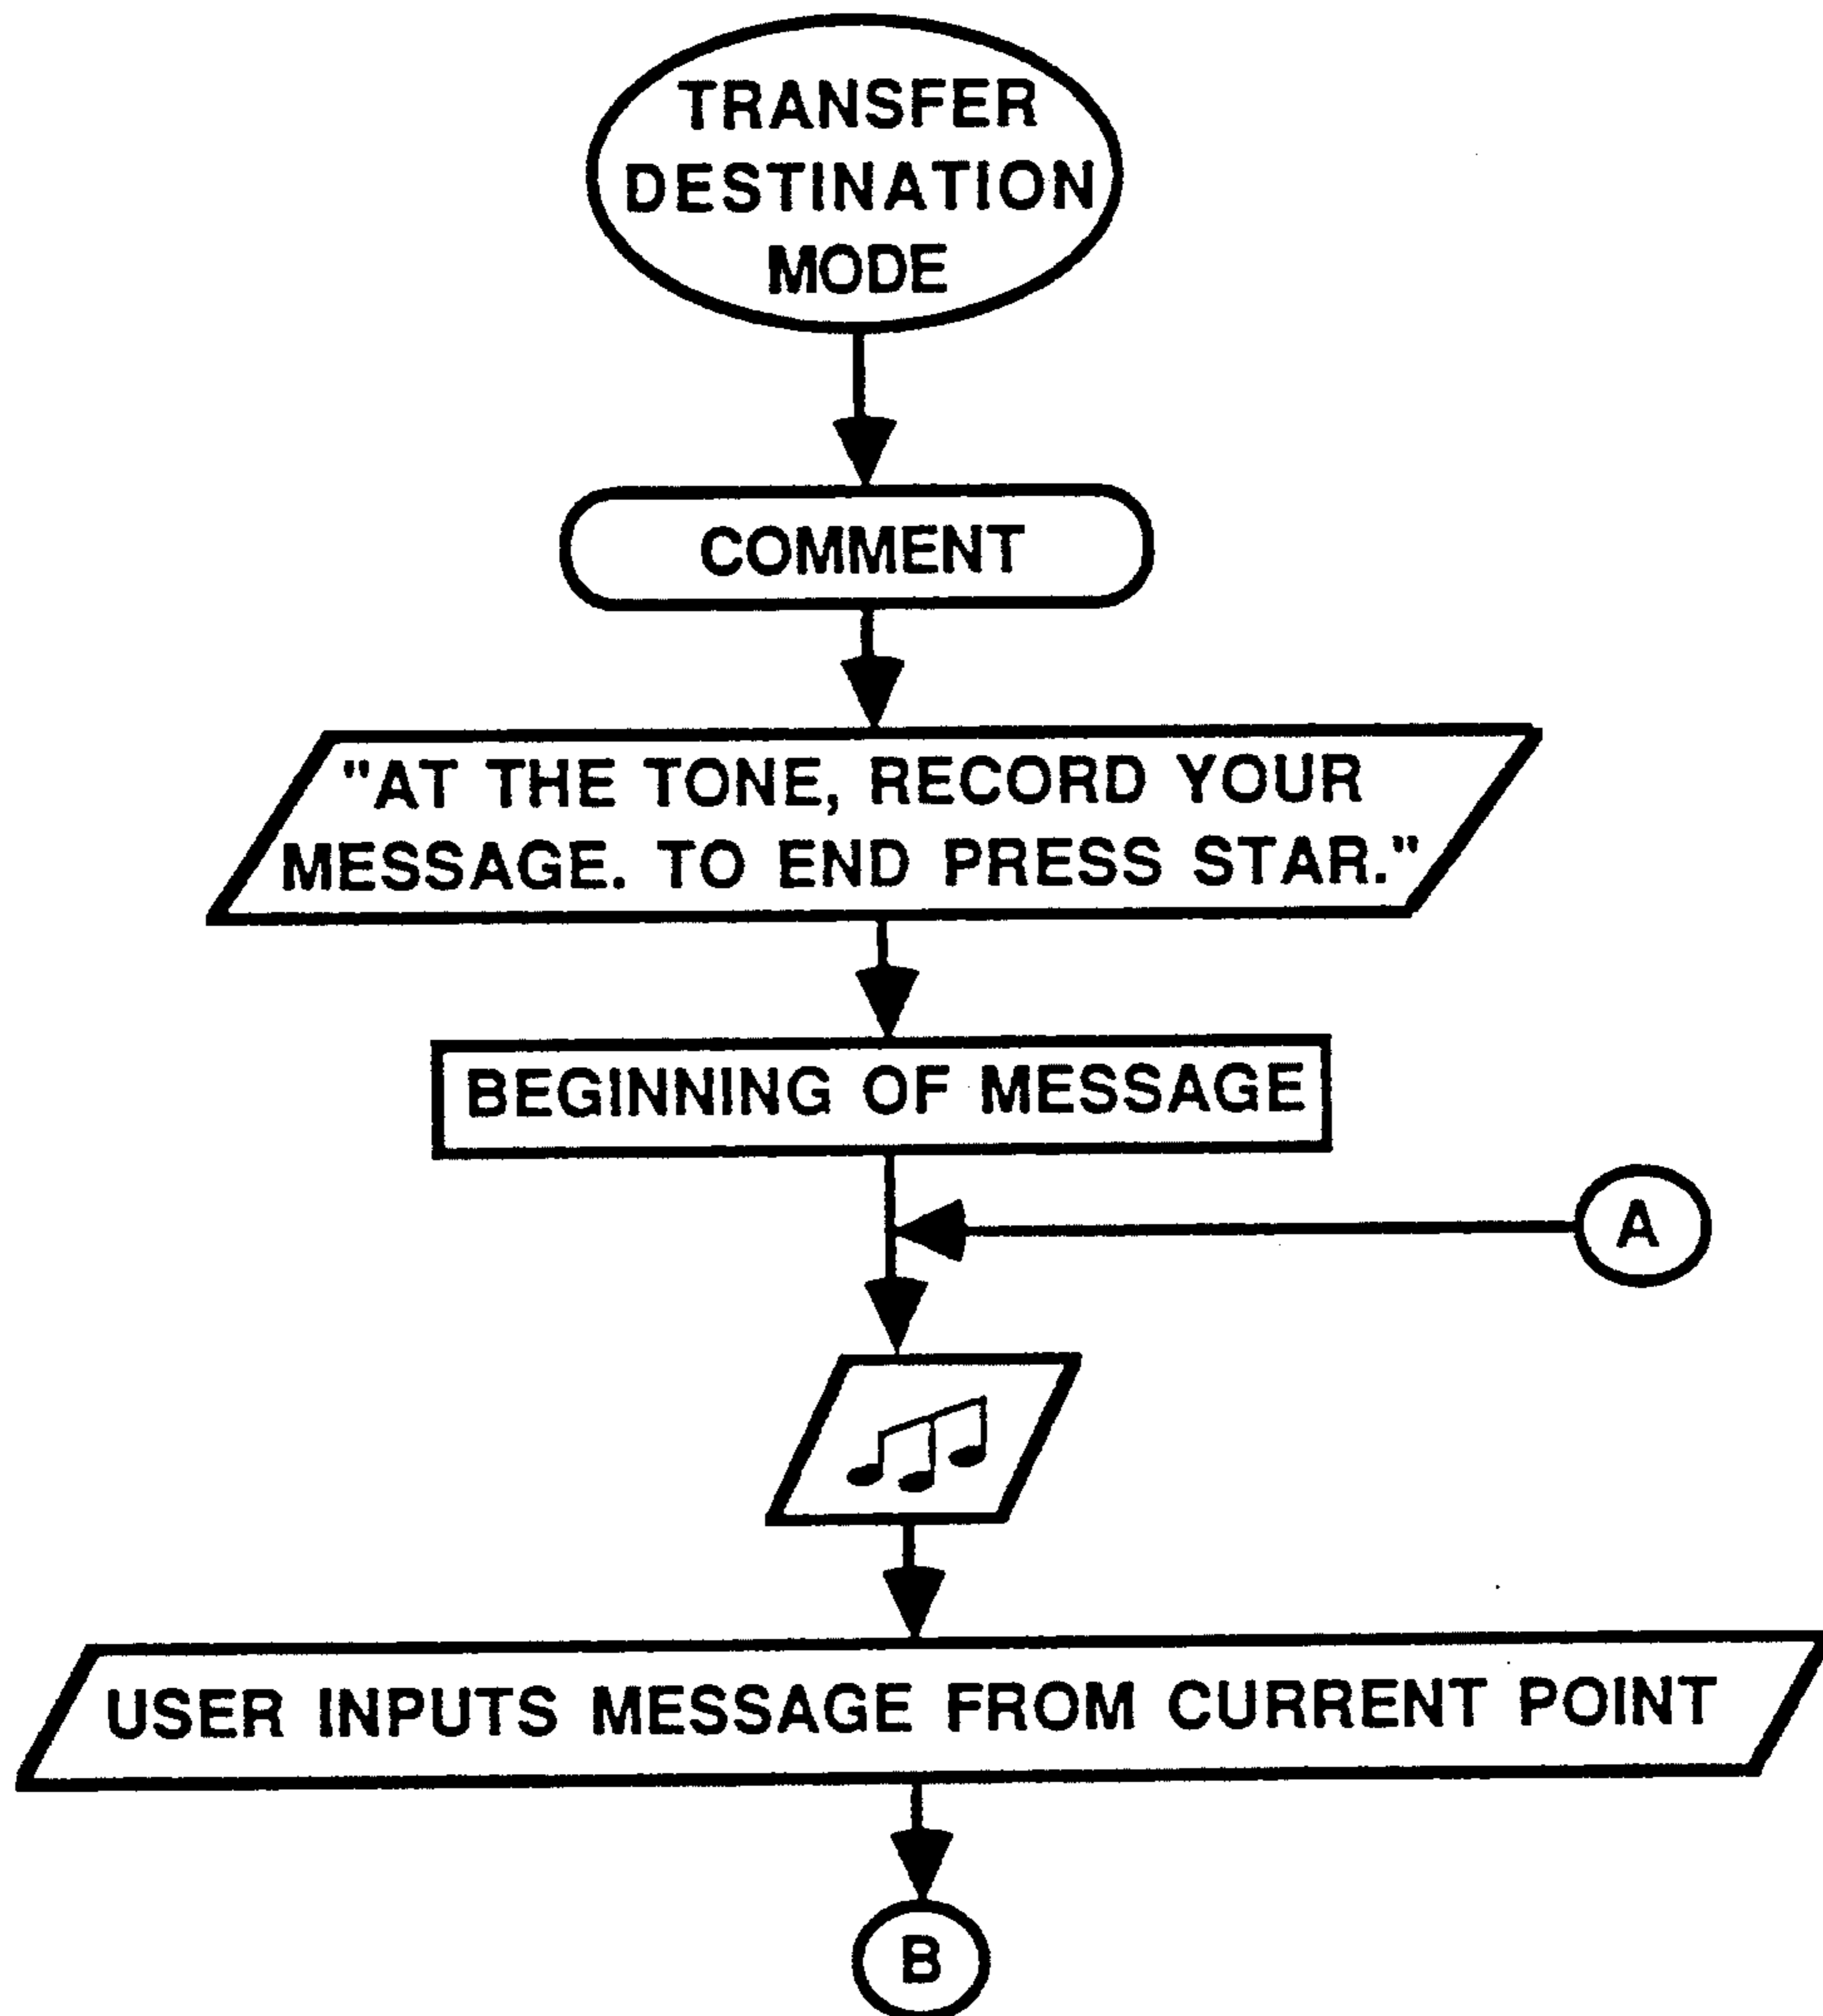 TRANSFER
DESTINATION
MODE
COMMENT
"AT THE TONE, RECORD YOUR
MESSAGE. TO END PRESS STAR."
BEGINNING OF MESSAGE
A
USER INPUTS MESSAGE FROM CURRENT POINT
B